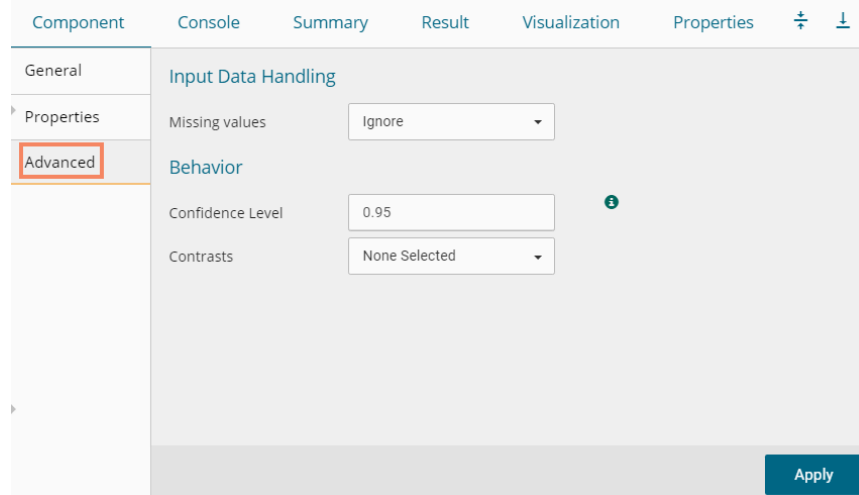 Component Console Summary Result Visualization Properties
General
Properties
Advanced
Input Data Handling
Missing values Ignore
Behavior
Confidence Level 0.95
Contrasts None Selected
Apply